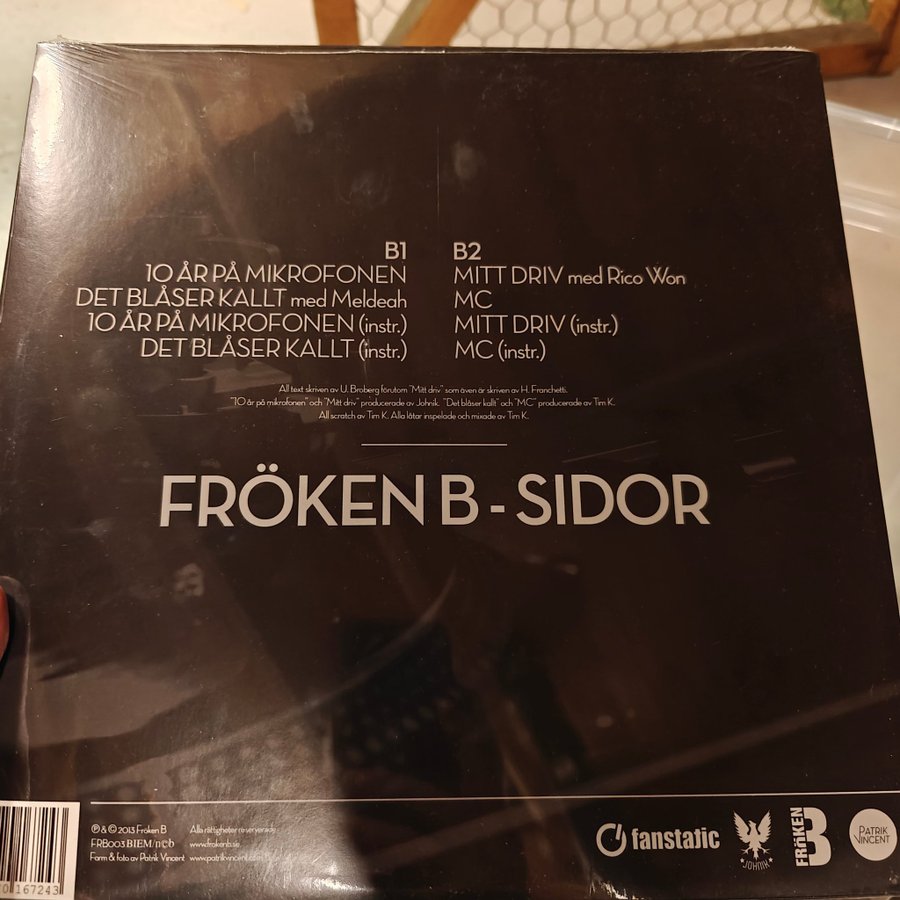 B1
10 ÅR PÅ MIKROFONEN
DET BLÅSER KALLT med Meldeah
10 ÅR PÅ MIKROFONEN (instr.)
DET BLÅSER KALLT (instr.)
B2
MITT DRIV med Rico Won
MC
MITT DRIV (instr.)
MC (instr.)
All text skriven av U. Broberg förutom "Mitt driv" som även är skriven av H. Franchetti.
"10 år på mikrofonen" och "Mitt driv" producerade av Johnik. "Det blåser kallt" och "MC" producerade av Tim K.
All scratch av Tim K. Alla låtar inspelade och mixade av Tim K.
FRÖKEN B - SIDOR
℗ & © 2013 Fröken B
FRB003 BIEM/n©b
Form & foto av Patrik Vincent
Alla rättigheter reserverade.
www.frokenb.se
www.patrikvincent.com
fanstatic
JOHNIK
FRÖKEN B
PATRIK
VINCENT
0 167243